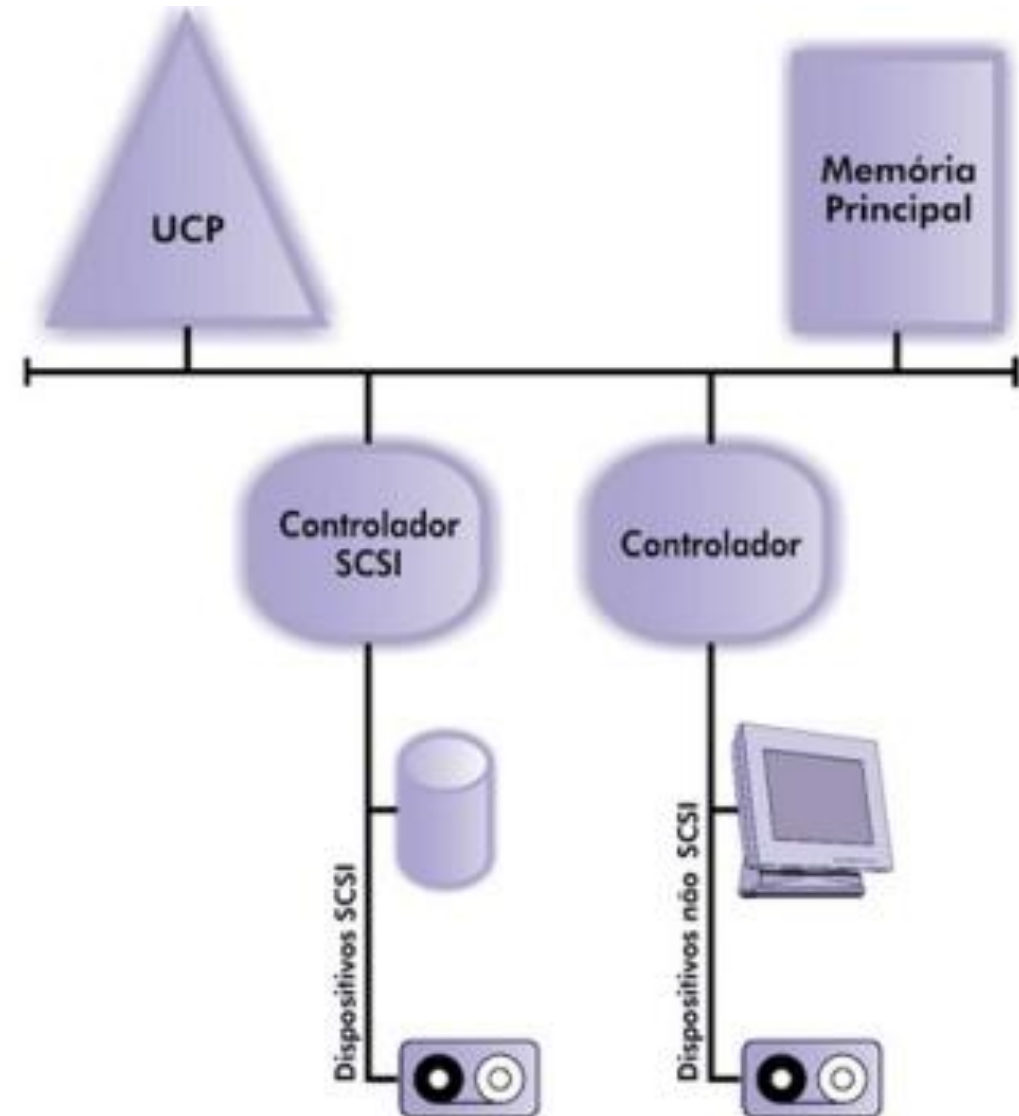 UCP
Memória
Principal
Controlador
SCSI
Controlador
Dispositivos SCSI
Dispositivos não SCSI